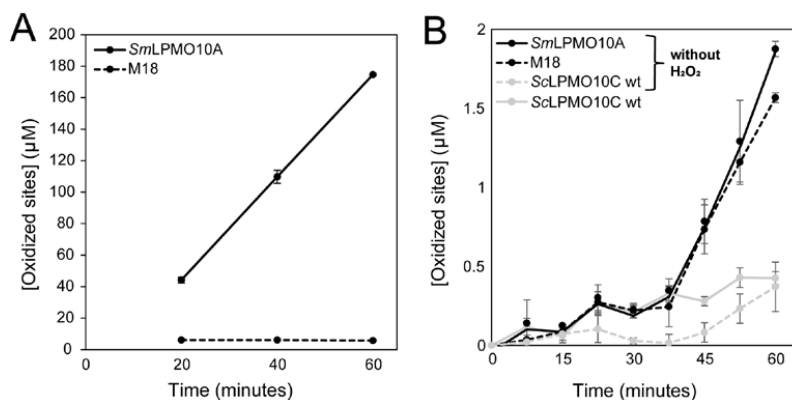 A
[Oxidized sites] (µM)
200
180
160
140
120
100
80
60
40
20
0
SmLPMO10A
M18
0 20 40 60
Time (minutes)
B
[Oxidized sites] (µM)
2
1.5
1
0.5
0
SmLPMO10A
M18
ScLPMO10C wt
ScLPMO10C wt
without
H₂O₂
0 15 30 45 60
Time (minutes)